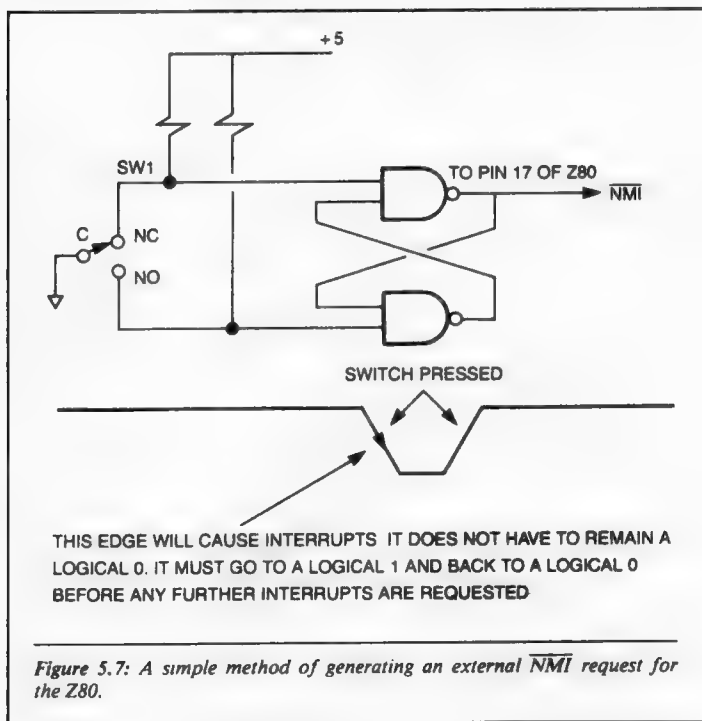 +5
SW1
TO PIN 17 OF Z80
NMI
C
NC
NO
SWITCH PRESSED
THIS EDGE WILL CAUSE INTERRUPTS IT DOES NOT HAVE TO REMAIN A
LOGICAL 0. IT MUST GO TO A LOGICAL 1 AND BACK TO A LOGICAL 0
BEFORE ANY FURTHER INTERRUPTS ARE REQUESTED
Figure 5.7: A simple method of generating an external NMI request for
the Z80.